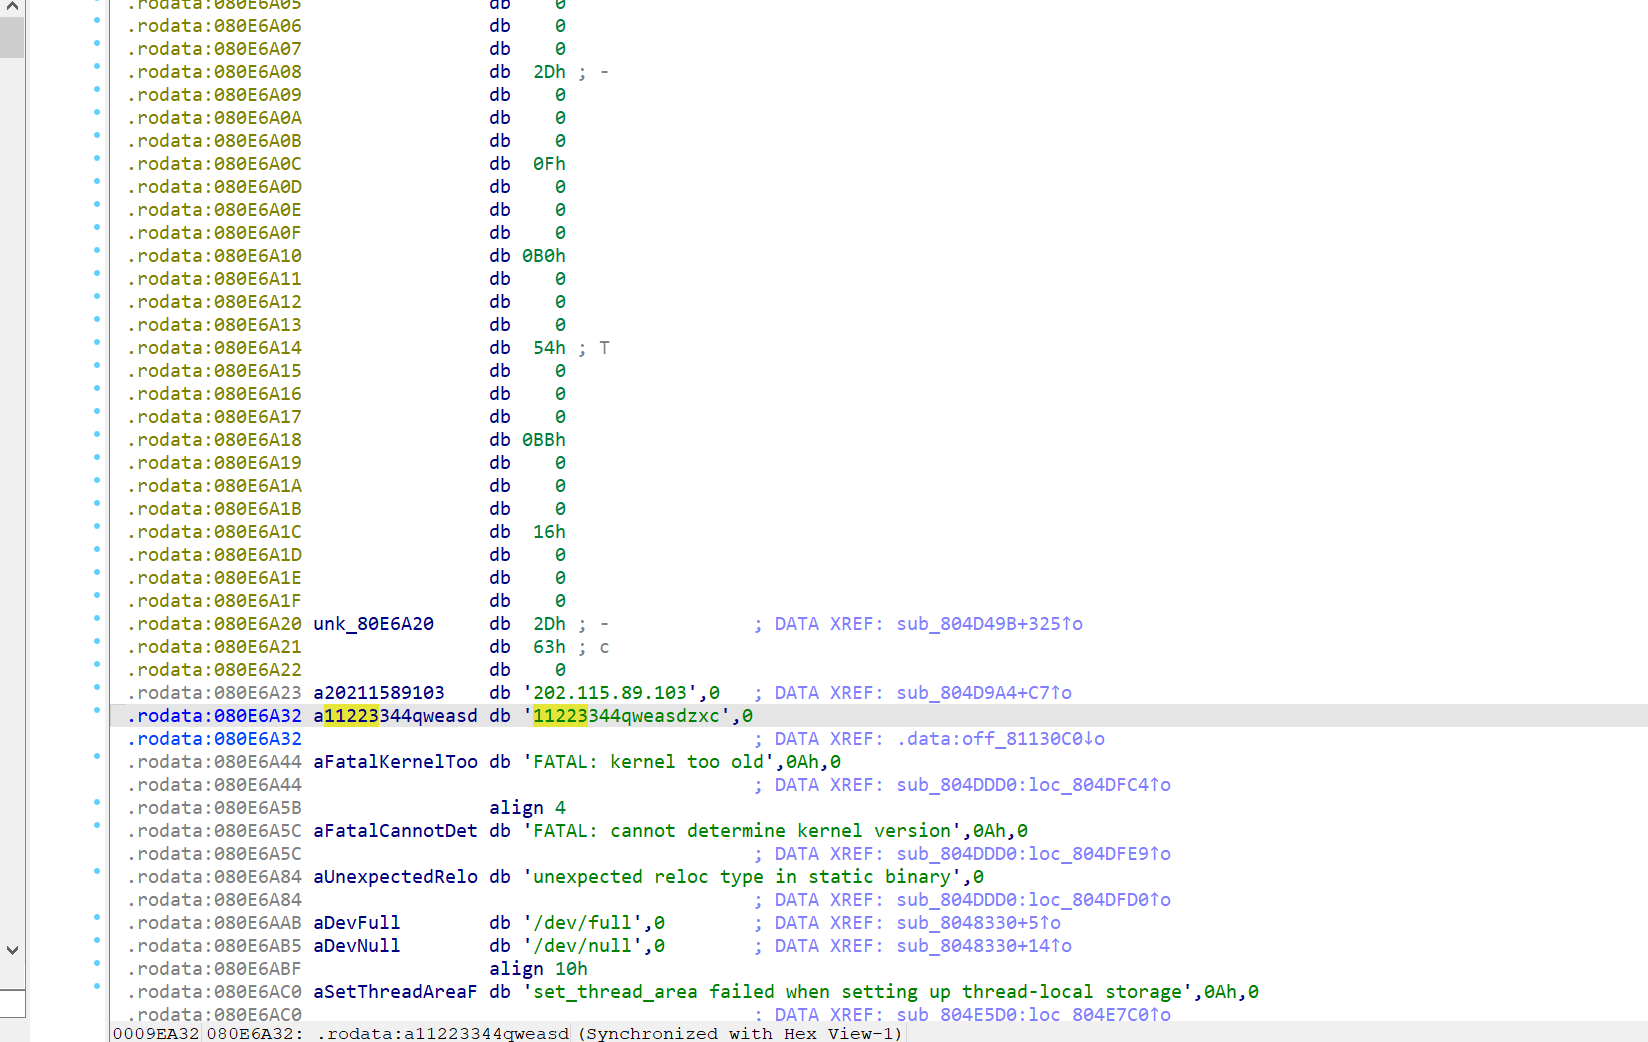 .rodata:080E6A05 db 0
.rodata:080E6A06 db 0
.rodata:080E6A07 db 0
.rodata:080E6A08 db 2Dh ; -
.rodata:080E6A09 db 0
.rodata:080E6A0A db 0
.rodata:080E6A0B db 0
.rodata:080E6A0C db 0Fh
.rodata:080E6A0D db 0
.rodata:080E6A0E db 0
.rodata:080E6A0F db 0
.rodata:080E6A10 db 0B0h
.rodata:080E6A11 db 0
.rodata:080E6A12 db 0
.rodata:080E6A13 db 0
.rodata:080E6A14 db 54h ; T
.rodata:080E6A15 db 0
.rodata:080E6A16 db 0
.rodata:080E6A17 db 0
.rodata:080E6A18 db 0BBh
.rodata:080E6A19 db 0
.rodata:080E6A1A db 0
.rodata:080E6A1B db 0
.rodata:080E6A1C db 16h
.rodata:080E6A1D db 0
.rodata:080E6A1E db 0
.rodata:080E6A1F db 0
.rodata:080E6A20 unk_80E6A20 db 2Dh ; - ; DATA XREF: sub_804D49B+325↑o
.rodata:080E6A21 db 63h ; c
.rodata:080E6A22 db 0
.rodata:080E6A23 a20211589103 db '202.115.89.103',0 ; DATA XREF: sub_804D9A4+C7↑o
.rodata:080E6A32 a11223344qweasd db '11223344qweasdzxc',0
.rodata:080E6A32 ; DATA XREF: .data:off_81130C0↓o
.rodata:080E6A44 aFatalKernelToo db 'FATAL: kernel too old',0Ah,0
.rodata:080E6A44 ; DATA XREF: sub_804DDD0:loc_804DFC4↑o
.rodata:080E6A5B align 4
.rodata:080E6A5C aFatalCannotDet db 'FATAL: cannot determine kernel version',0Ah,0
.rodata:080E6A5C ; DATA XREF: sub_804DDD0:loc_804DFE9↑o
.rodata:080E6A84 aUnexpectedRelo db 'unexpected reloc type in static binary',0
.rodata:080E6A84 ; DATA XREF: sub_804DDD0:loc_804DFD0↑o
.rodata:080E6AAB aDevFull db '/dev/full',0 ; DATA XREF: sub_8048330+5↑o
.rodata:080E6AB5 aDevNull db '/dev/null',0 ; DATA XREF: sub_8048330+14↑o
.rodata:080E6ABF align 10h
.rodata:080E6AC0 aSetThreadAreaF db 'set_thread_area failed when setting up thread-local storage',0Ah,0
.rodata:080E6AC0 ; DATA XREF: sub_804E5D0:loc_804E7C0↑o
0009EA32 080E6A32: .rodata:a11223344qweasd (Synchronized with Hex View-1)